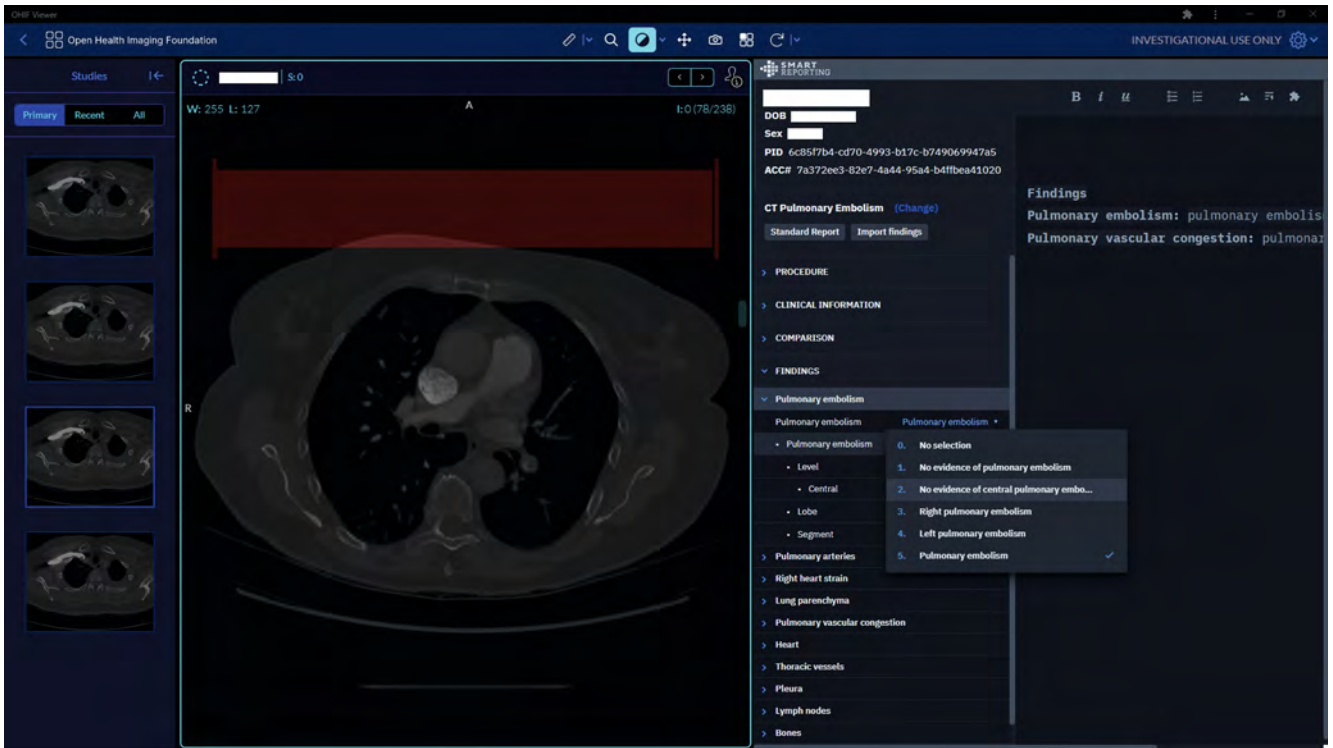 OHIF Viewer
Open Health Imaging Foundation
INVESTIGATIONAL USE ONLY
Studies
Primary Recent All
S: 0
W: 255 L: 127
A
I: 0 (78/238)
R
SMART
REPORTING
DOB
Sex
PID 6c85f7b4-cd70-4993-b17c-b749069947a5
ACC# 7a372ee3-82e7-4a44-95a4-b4ffbea41020
CT Pulmonary Embolism (Change)
Standard Report Import findings
PROCEDURE
CLINICAL INFORMATION
COMPARISON
FINDINGS
Pulmonary embolism
Pulmonary embolism Pulmonary embolism
• Pulmonary embolism
• Level
• Central
• Lobe
• Segment
0. No selection
1. No evidence of pulmonary embolism
2. No evidence of central pulmonary embo...
3. Right pulmonary embolism
4. Left pulmonary embolism
5. Pulmonary embolism
Pulmonary arteries
Right heart strain
Lung parenchyma
Pulmonary vascular congestion
Heart
Thoracic vessels
Pleura
Lymph nodes
Bones
B i u
Findings
Pulmonary embolism: pulmonary embolis
Pulmonary vascular congestion: pulmonar